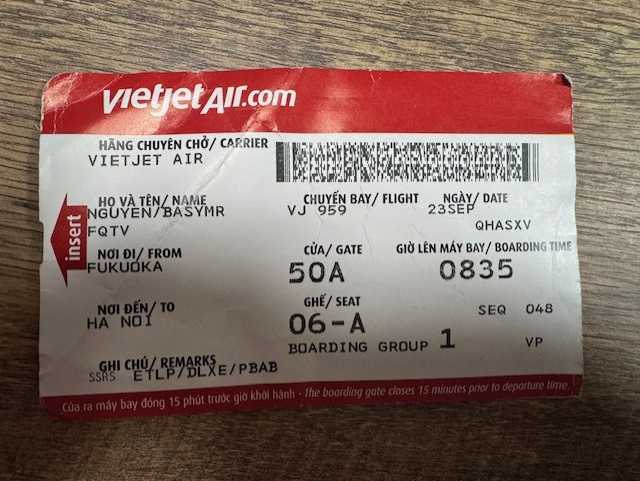 vietjetAir.com
HÃNG CHUYÊN CHỞ/ CARRIER
VIETJET AIR
HỌ VÀ TÊN/ NAME CHUYẾN BAY/ FLIGHT NGÀY/ DATE
NGUYEN/BASYMR VJ 959 23SEP
FQTV QHASXV
insert
NƠI ĐI/ FROM CỬA/ GATE GIỜ LÊN MÁY BAY/ BOARDING TIME
FUKUOKA 50A 0835
NƠI ĐẾN/ TO GHẾ/ SEAT
HA NOI 06-A SEQ 048
BOARDING GROUP 1 VP
GHI CHÚ/ REMARKS
SSRS ETLP/DLXE/PBAB
Cửa ra máy bay đóng 15 phút trước giờ khởi hành - The boarding gate closes 15 minutes prior to departure time.